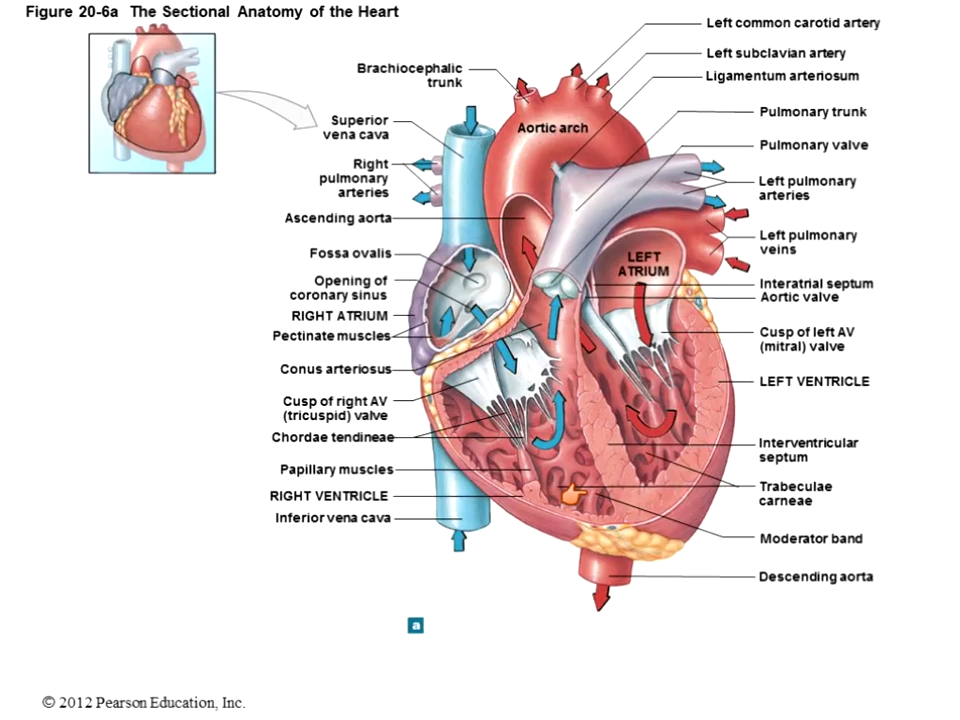 Figure 20-6a The Sectional Anatomy of the Heart
Brachiocephalic
trunk
Superior
vena cava
Right
pulmonary
arteries
Ascending aorta
Fossa ovalis
Opening of
coronary sinus
RIGHT ATRIUM
Pectinate muscles
Conus arteriosus
Cusp of right AV
(tricuspid) valve
Chordae tendineae
Papillary muscles
RIGHT VENTRICLE
Inferior vena cava
Aortic arch
LEFT
ATRIUM
Left common carotid artery
Left subclavian artery
Ligamentum arteriosum
Pulmonary trunk
Pulmonary valve
Left pulmonary
arteries
Left pulmonary
veins
Interatrial septum
Aortic valve
Cusp of left AV
(mitral) valve
LEFT VENTRICLE
Interventricular
septum
Trabeculae
carneae
Moderator band
Descending aorta
a
© 2012 Pearson Education, Inc.